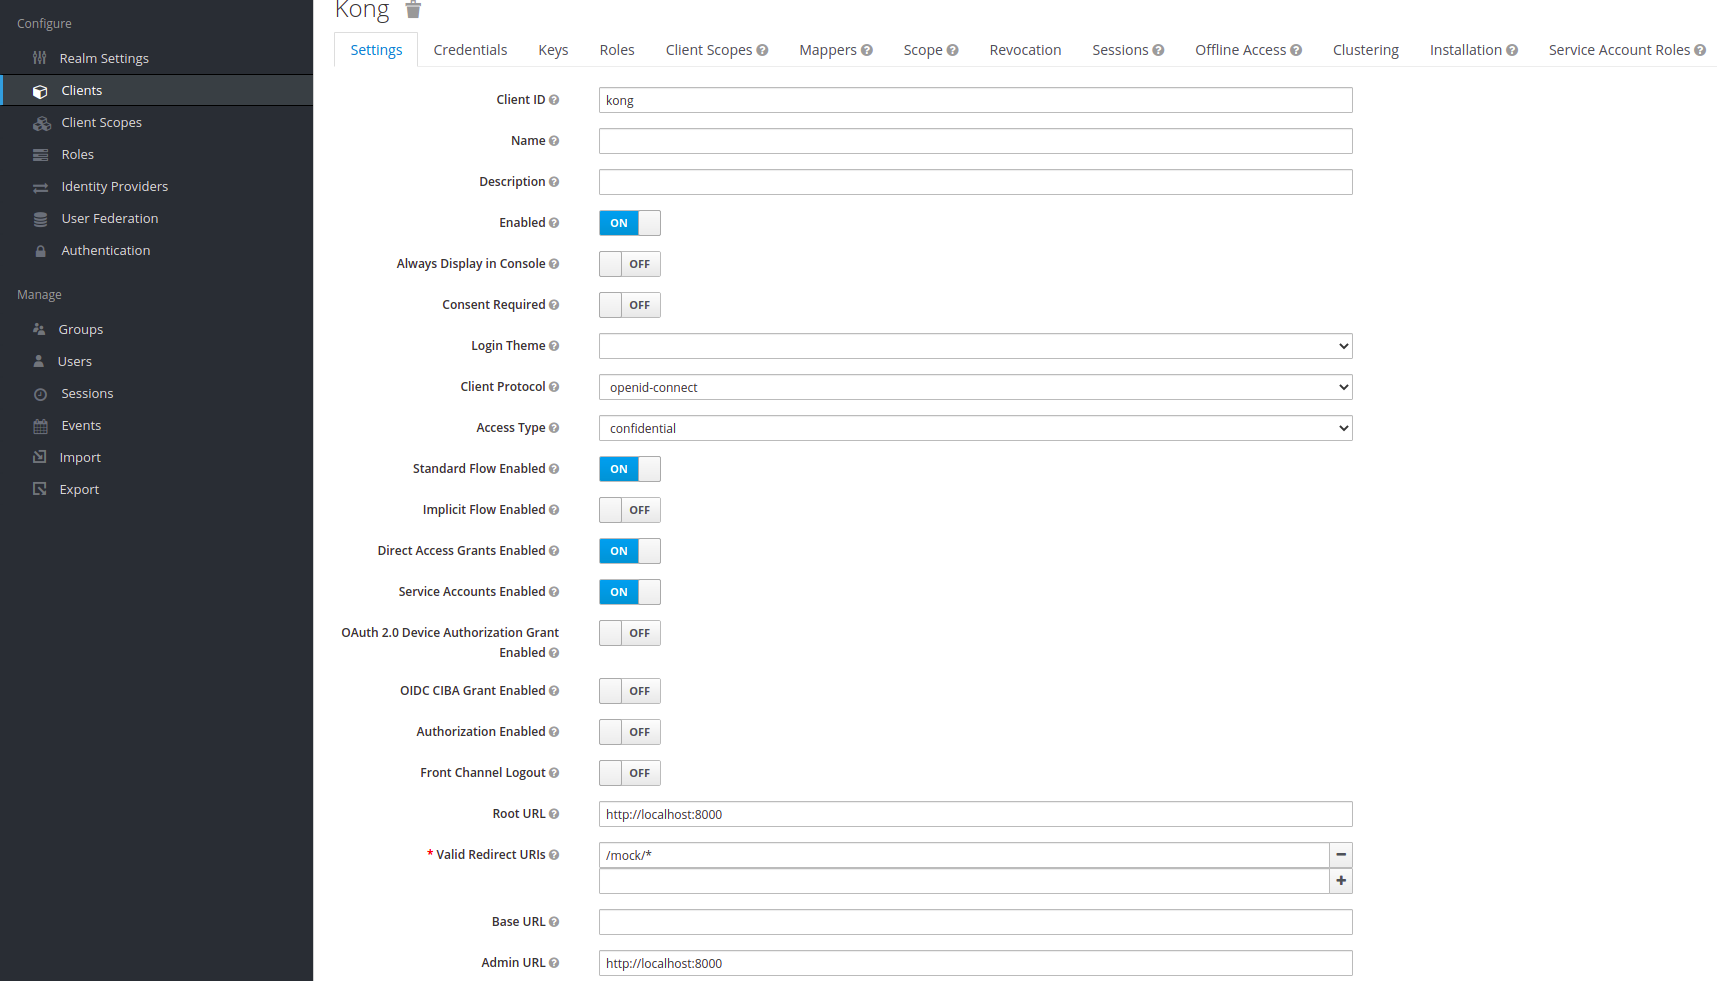 Configure
Realm Settings
Clients
Client Scopes
Roles
Identity Providers
User Federation
Authentication
Manage
Groups
Users
Sessions
Events
Import
Export
Kong
Settings Credentials Keys Roles Client Scopes Mappers Scope Revocation Sessions Offline Access Clustering Installation Service Account Roles
Client ID kong
Name
Description
Enabled ON
Always Display in Console OFF
Consent Required OFF
Login Theme
Client Protocol openid-connect
Access Type confidential
Standard Flow Enabled ON
Implicit Flow Enabled OFF
Direct Access Grants Enabled ON
Service Accounts Enabled ON
OAuth 2.0 Device Authorization Grant OFF
Enabled
OIDC CIBA Grant Enabled OFF
Authorization Enabled OFF
Front Channel Logout OFF
Root URL http://localhost:8000
* Valid Redirect URIs /mock/*
Base URL
Admin URL http://localhost:8000